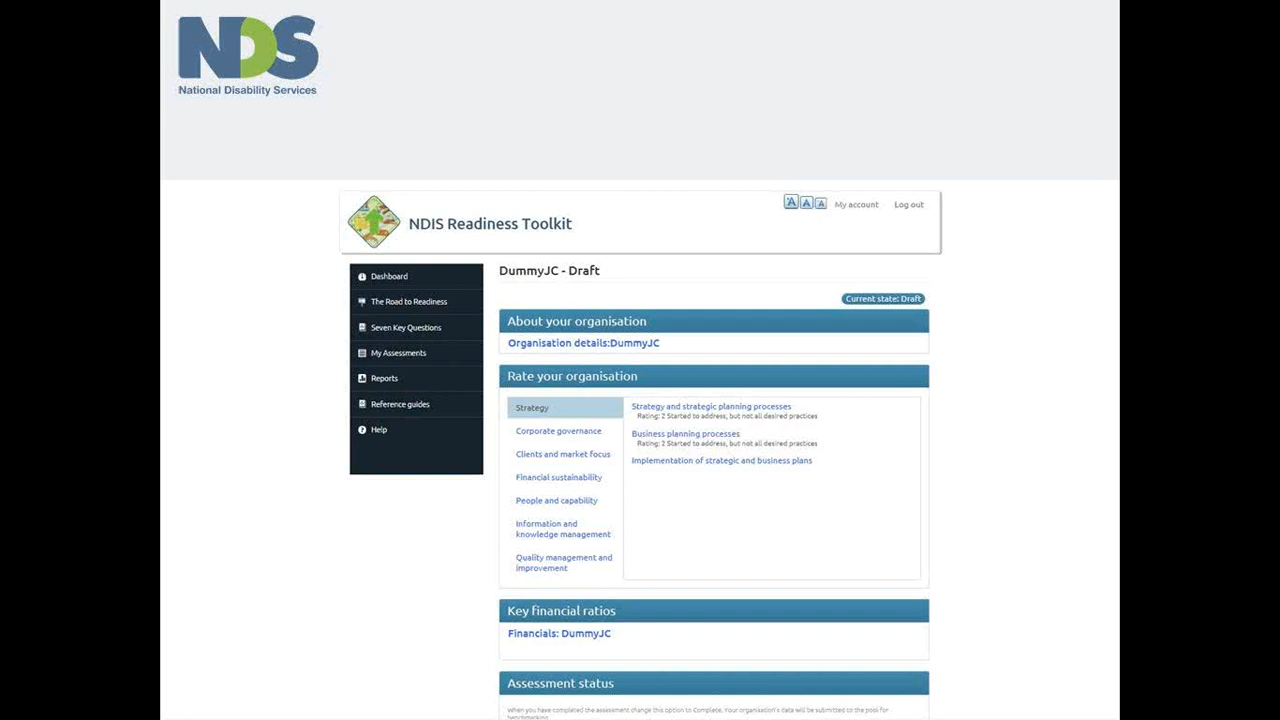 NDS
National Disability Services
NDIS Readiness Toolkit
A A A My account Log out
Dashboard
The Road to Readiness
Seven Key Questions
My Assessments
Reports
Reference guides
Help
DummyJC - Draft
Current state: Draft
About your organisation
Organisation details:DummyJC
Rate your organisation
Strategy
Corporate governance
Clients and market focus
Financial sustainability
People and capability
Information and
knowledge management
Quality management and
improvement
Strategy and strategic planning processes
Rating: 2 Started to address, but not all desired practices
Business planning processes
Rating: 2 Started to address, but not all desired practices
Implementation of strategic and business plans
Key financial ratios
Financials: DummyJC
Assessment status
When you have completed the assessment change this option to Complete. Your organisation's data will be submitted to the pool for
benchmarking